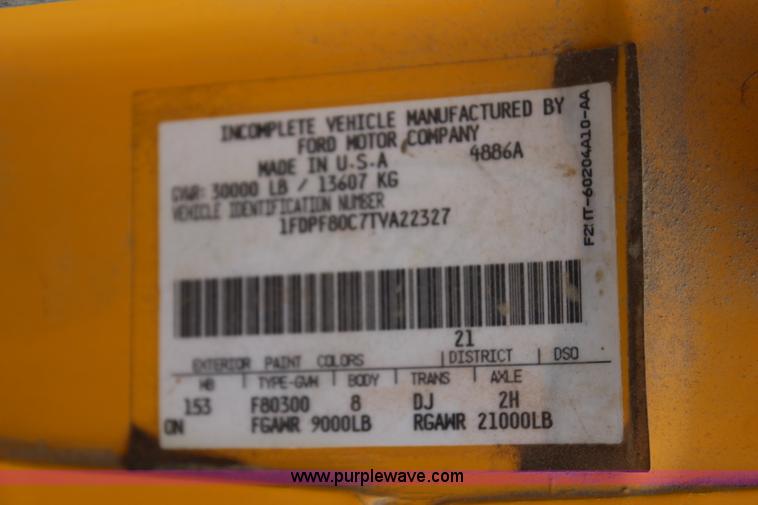 INCOMPLETE VEHICLE MANUFACTURED BY
FORD MOTOR COMPANY
MADE IN U.S.A 4886A
GVWR: 30000 LB / 13607 KG
VEHICLE IDENTIFICATION NUMBER
1FDPF80C7TVA22327
F2HT-60204A10-AA
21
EXTERIOR PAINT COLORS DISTRICT DSO
WB TYPE-GVW BODY TRANS AXLE
153 F80300 8 DJ 2H
ON FGAWR 9000LB RGAWR 21000LB
www.purplewave.com